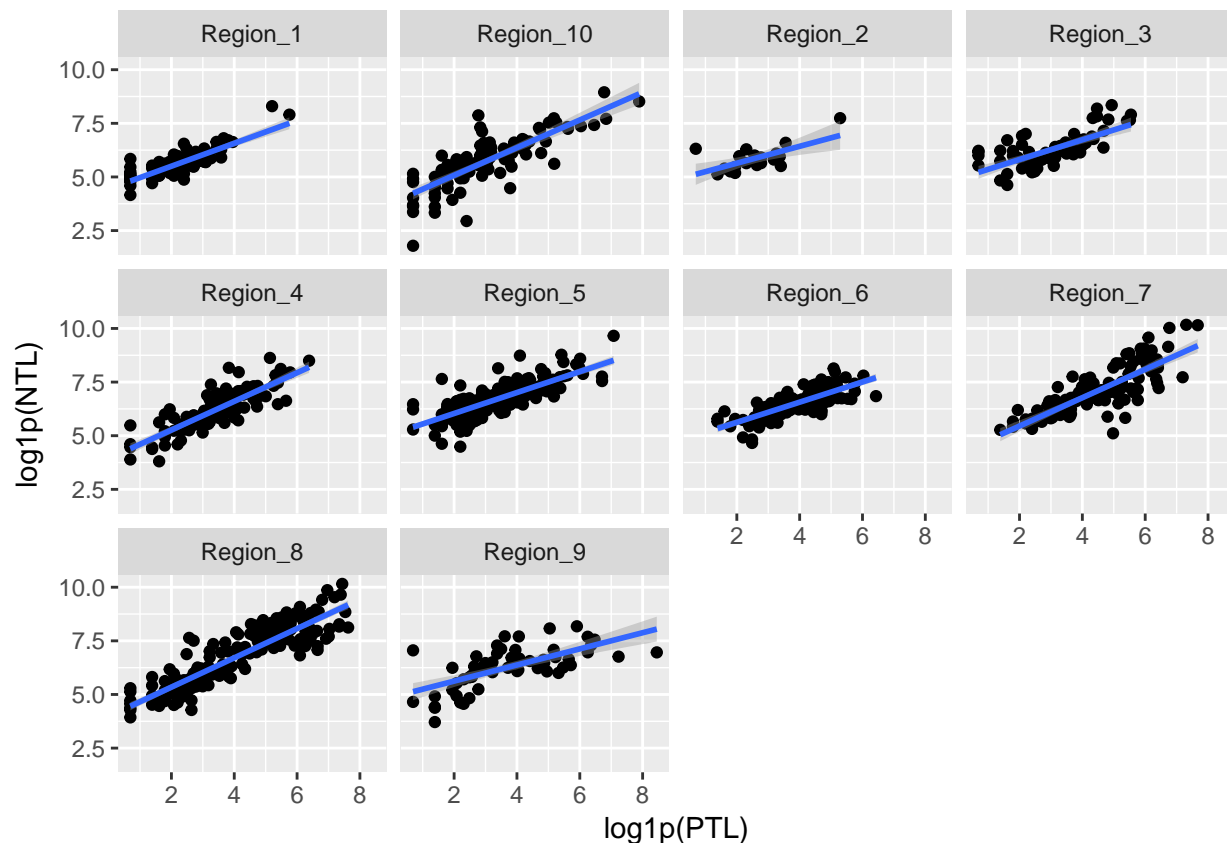 Region_1 Region_10 Region_2 Region_3
10.0
7.5
5.0
2.5
Region_4 Region_5 Region_6 Region_7
10.0
7.5
5.0
2.5
2 4 6 8 2 4 6 8
Region_8 Region_9
10.0
7.5
5.0
2.5
2 4 6 8 2 4 6 8
log1p(PTL)
log1p(NTL)